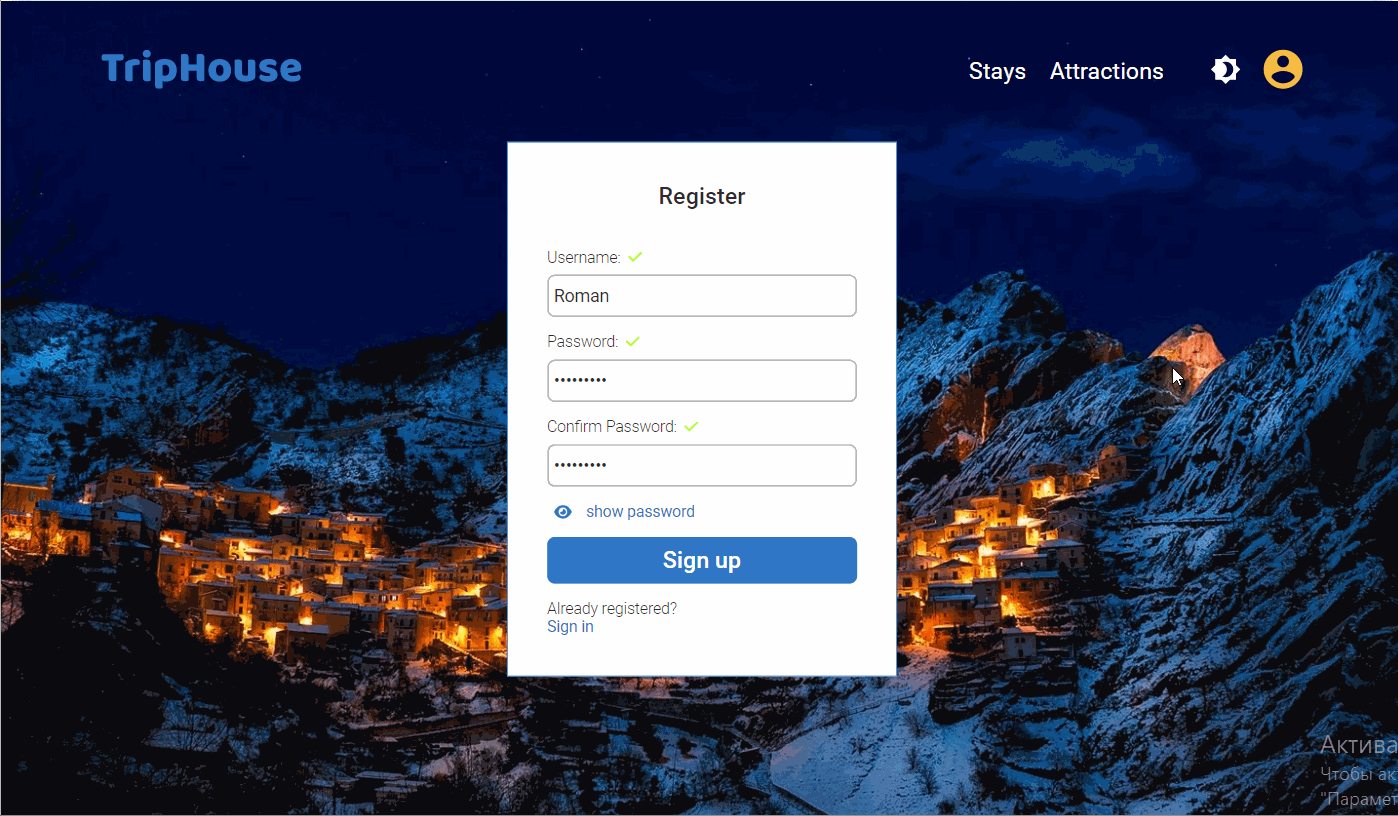 TripHouse
Stays Attractions
Register
Username:
Roman
Password:
•••••••••
Confirm Password:
•••••••••
show password
Sign up
Already registered?
Sign in
Актива
Чтобы ак
"Парамет